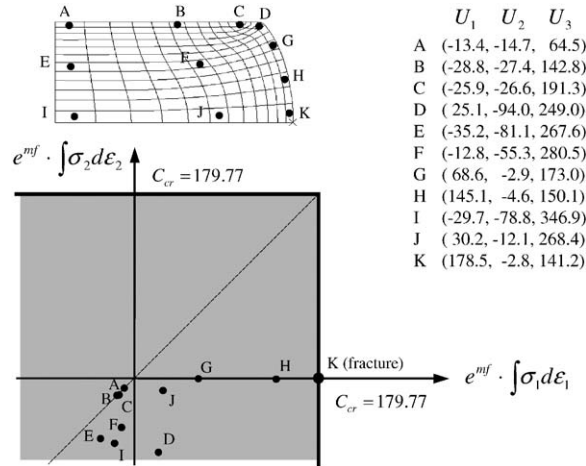 A B C D
G
E F
H
I J K
U₁ U₂ U₃
A (-13.4, -14.7, 64.5)
B (-28.8, -27.4, 142.8)
C (-25.9, -26.6, 191.3)
D ( 25.1, -94.0, 249.0)
E (-35.2, -81.1, 267.6)
F (-12.8, -55.3, 280.5)
G ( 68.6, -2.9, 173.0)
H (145.1, -4.6, 150.1)
I (-29.7, -78.8, 346.9)
J ( 30.2, -12.1, 268.4)
K (178.5, -2.8, 141.2)
e^{mf} · ∫σ₂dε₂
C_{cr} = 179.77
G H K (fracture)
e^{mf} · ∫σ₁dε₁
A
B C J
C_{cr} = 179.77
F
E I D